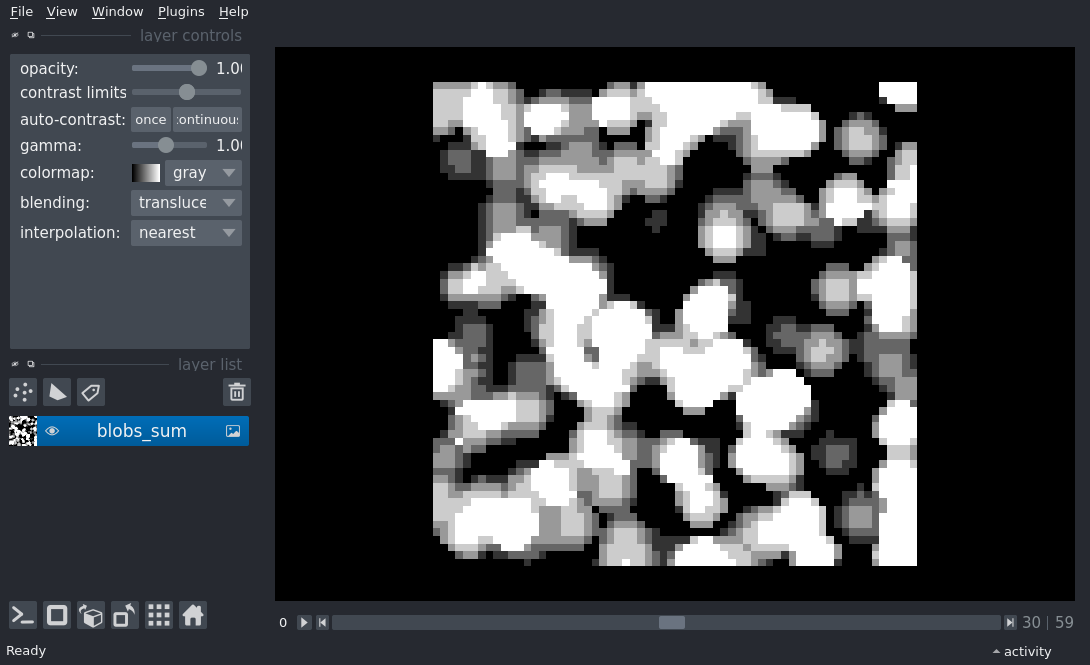 File View Window Plugins Help
layer controls
opacity: 1.0
contrast limits
auto-contrast: once continuous
gamma: 1.0
colormap: gray
blending: transluce
interpolation: nearest
layer list
blobs_sum
0 30 | 59
Ready activity